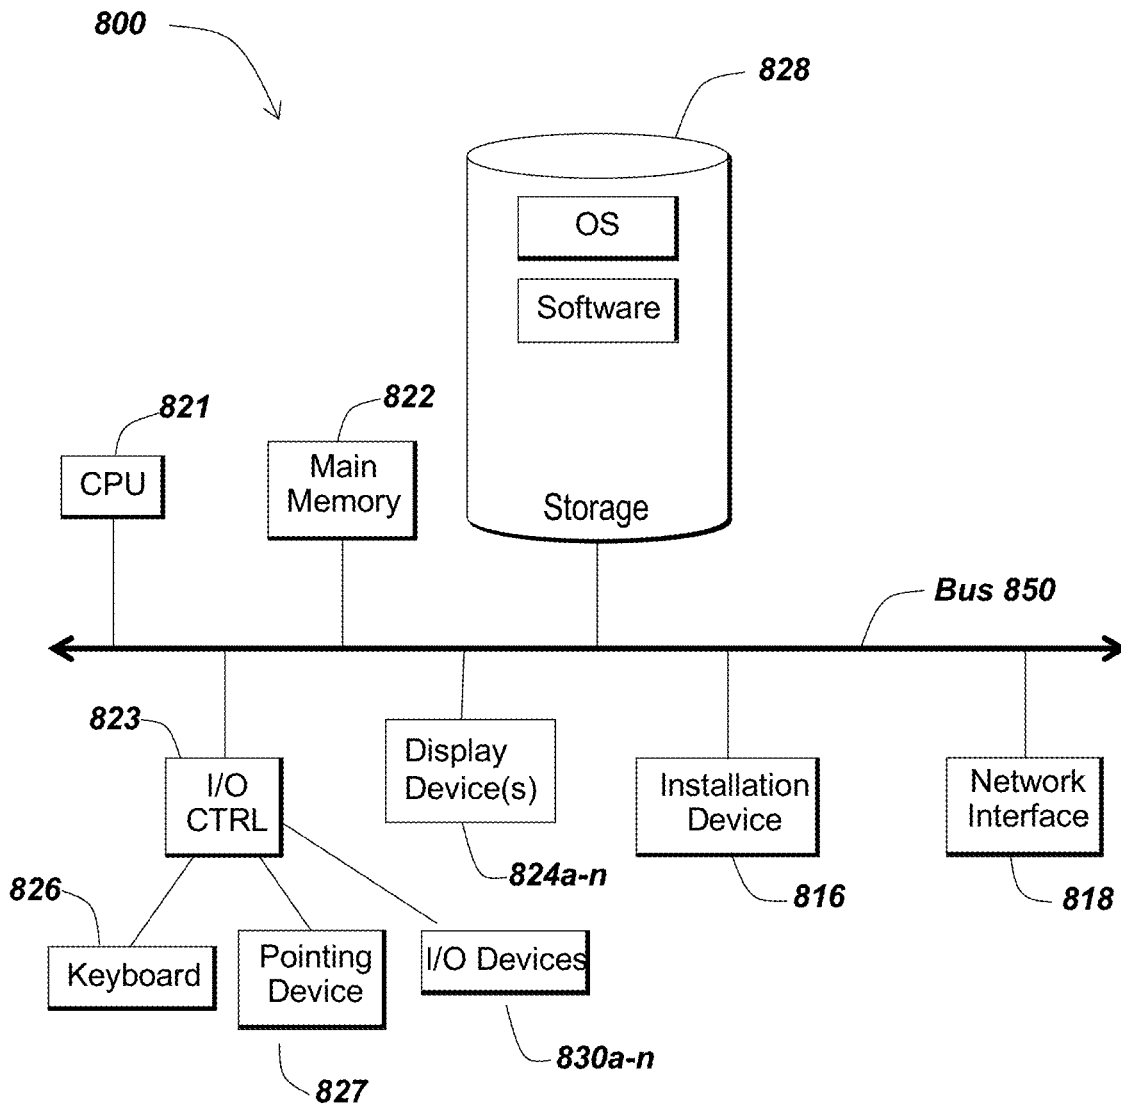 800
828
OS
Software
821
822
CPU
Main
Memory
Storage
Bus 850
823
I/O
CTRL
Display
Device(s)
Installation
Device
Network
Interface
824a-n
816
818
826
Keyboard
Pointing
Device
I/O Devices
827
830a-n